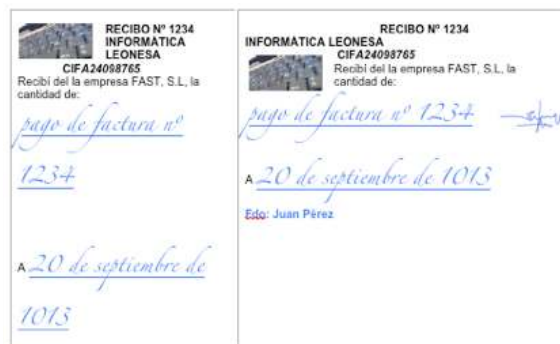 RECIBO Nº 1234
INFORMATICA
LEONESA
CIFA24098765
Recibí del la empresa FAST, S.L, la
cantidad de:
pago de factura nº
1234
A 20 de septiembre de
1013
RECIBO Nº 1234
INFORMATICA LEONESA
CIFA24098765
Recibí del la empresa FAST, S.L, la
cantidad de:
pago de factura nº 1234
A 20 de septiembre de 1013
Fdo: Juan Pérez